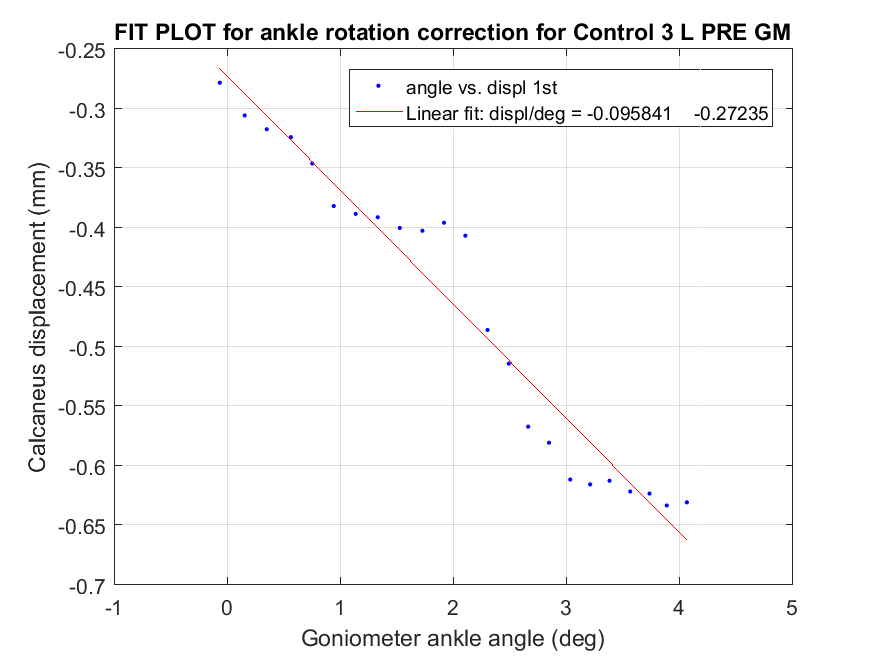 FIT PLOT for ankle rotation correction for Control 3 L PRE GM
-0.25
angle vs. displ 1st
Linear fit: displ/deg = -0.095841 -0.27235
-0.3
-0.35
-0.4
-0.45
-0.5
-0.55
-0.6
-0.65
-0.7
Calcaneus displacement (mm)
-1 0 1 2 3 4 5
Goniometer ankle angle (deg)